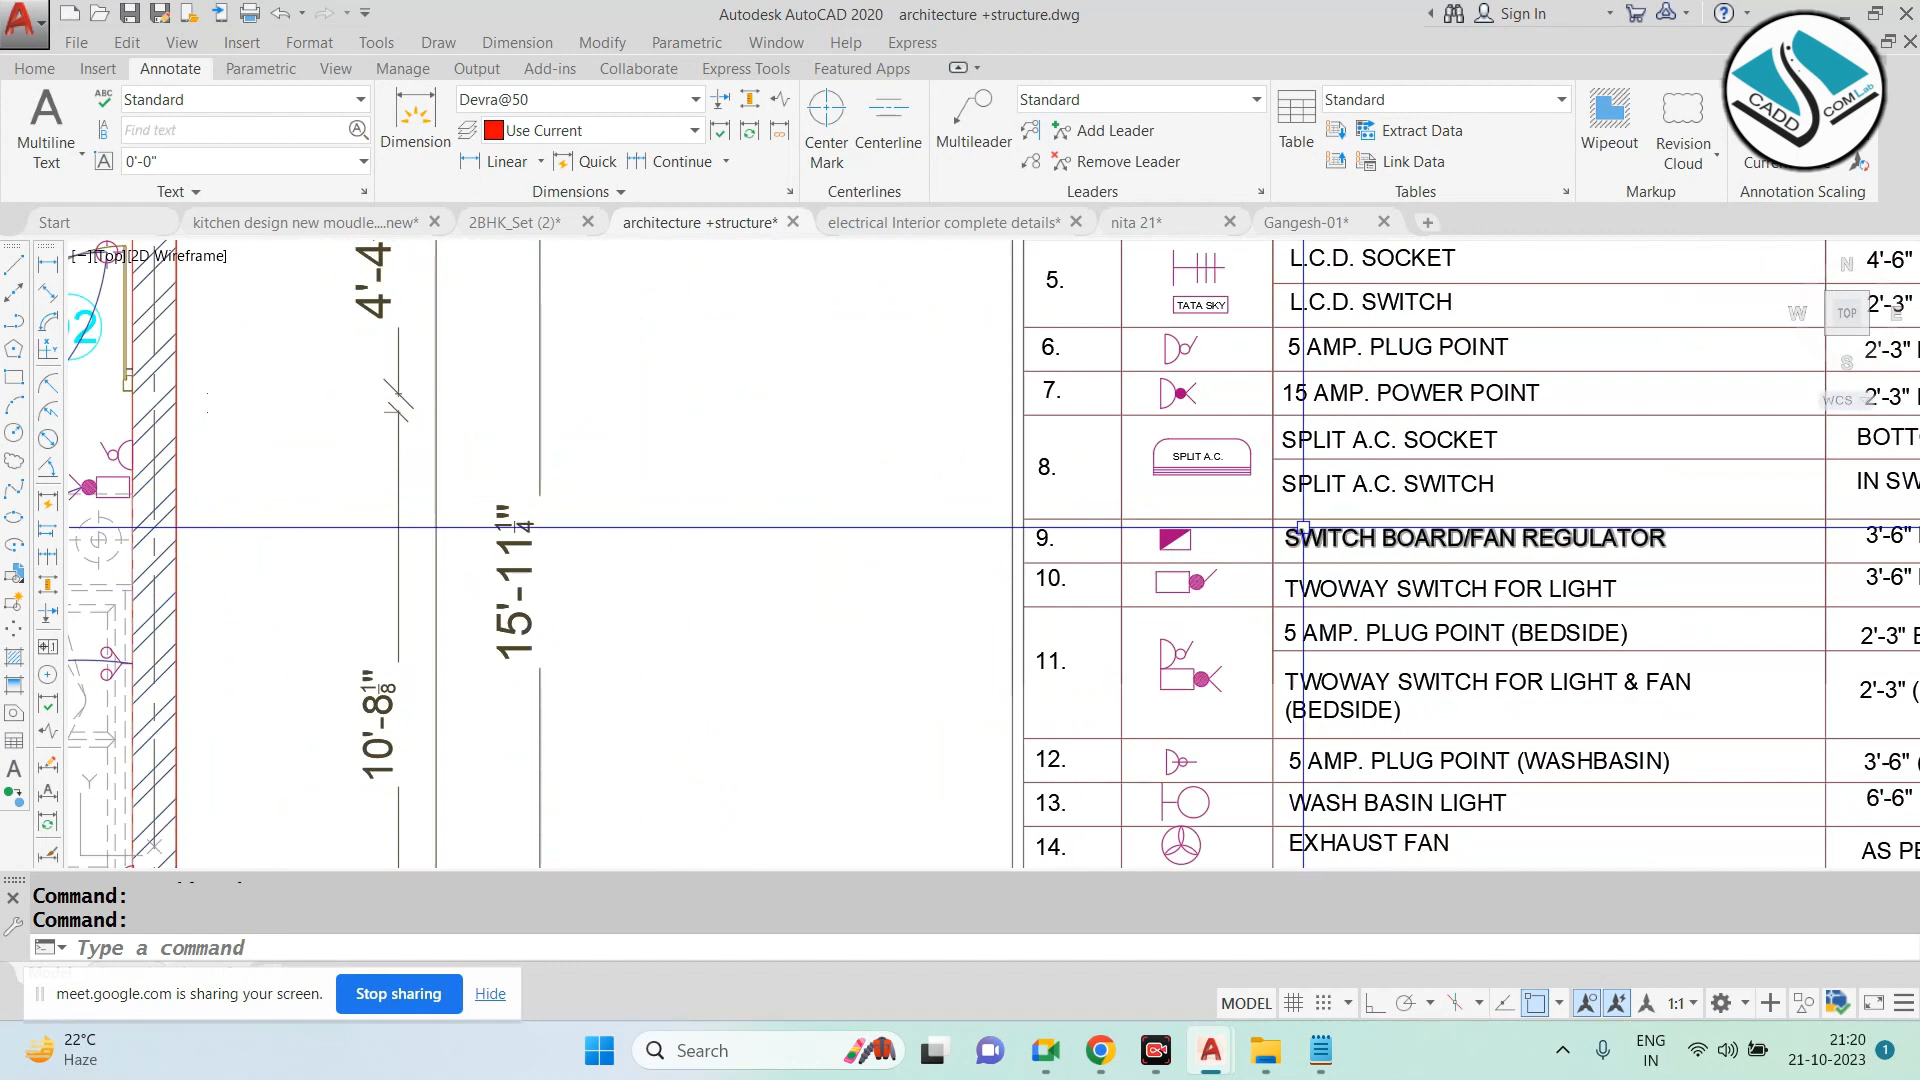 Autodesk AutoCAD 2020 architecture +structure.dwg
Sign In
File Edit View Insert Format Tools Draw Dimension Modify Parametric Window Help Express
Home Insert Annotate Parametric View Manage Output Add-ins Collaborate Express Tools Featured Apps
CADD
COM Lab
Multiline
Text
ABC
Standard
Find text
0'-0"
Text
Dimension
Devra@50
Use Current
Linear Quick Continue
Dimensions
Center
Mark
Centerline
Centerlines
Multileader
Standard
Add Leader
Remove Leader
Leaders
Table
Standard
Extract Data
Link Data
Tables
Wipeout
Revision
Cloud
Markup
Annotation Scaling
Start
kitchen design new moudle....new*
2BHK_Set (2)*
architecture +structure*
electrical Interior complete details*
nita 21*
Gangesh-01*
[−][Top][2D Wireframe]
4'-4
15'-11 1/4"
10'-8 1/8"
Y
X
5. L.C.D. SOCKET 4'-6"
TATA SKY L.C.D. SWITCH 2'-3"
6. 5 AMP. PLUG POINT 2'-3"
7. 15 AMP. POWER POINT 2'-3"
8. SPLIT A.C. SPLIT A.C. SOCKET
SPLIT A.C. SWITCH IN SW
9. SWITCH BOARD/FAN REGULATOR 3'-6"
10. TWOWAY SWITCH FOR LIGHT 3'-6"
11. 5 AMP. PLUG POINT (BEDSIDE) 2'-3"
TWOWAY SWITCH FOR LIGHT & FAN 2'-3" (
(BEDSIDE)
12. 5 AMP. PLUG POINT (WASHBASIN) 3'-6" (
13. WASH BASIN LIGHT 6'-6"
14. EXHAUST FAN AS PE
N
W TOP E
S
WCS
Command:
Command:
Type a command
Model
meet.google.com is sharing your screen. Stop sharing Hide
MODEL 1:1
22°C
Haze
Search
ENG
IN
21:20
21-10-2023
1